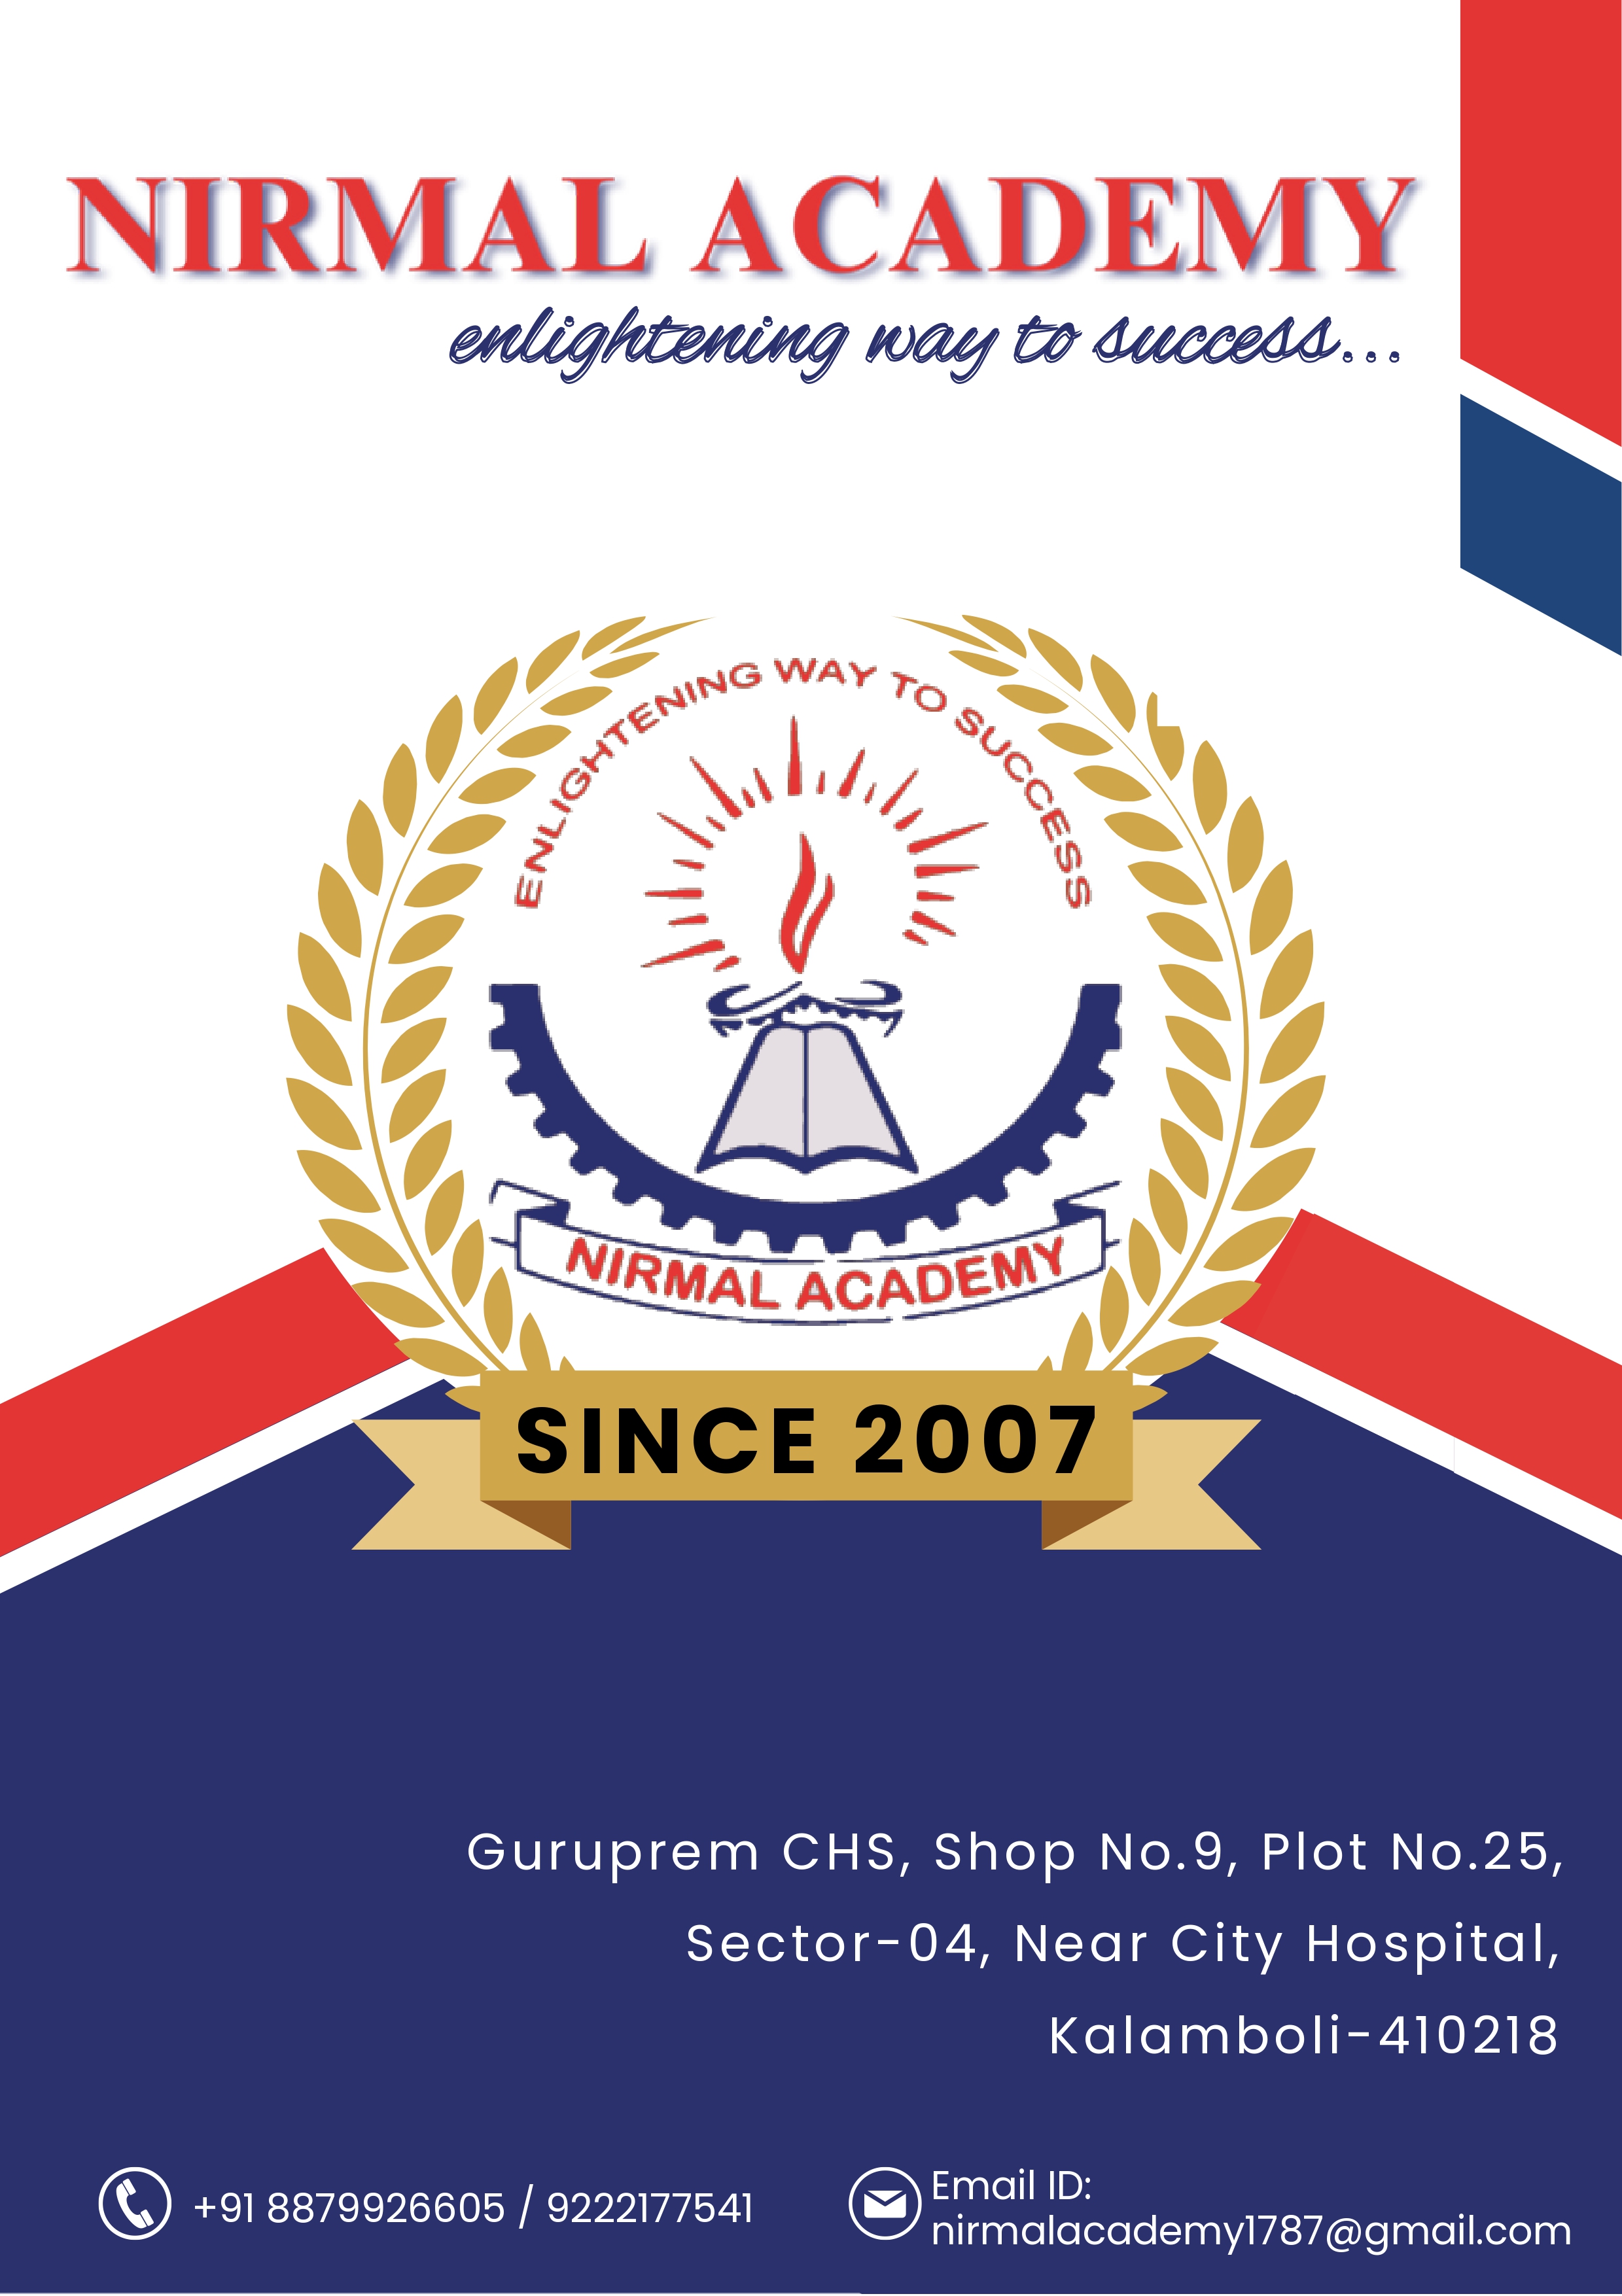 NIRMAL ACADEMY
enlightening way to success...
ENLIGHTENING WAY TO SUCCESS
NIRMAL ACADEMY
SINCE 2007
Guruprem CHS, Shop No.9, Plot No.25,
Sector-04, Near City Hospital,
Kalamboli-410218
+91 8879926605 / 9222177541
Email ID:
nirmalacademy1787@gmail.com